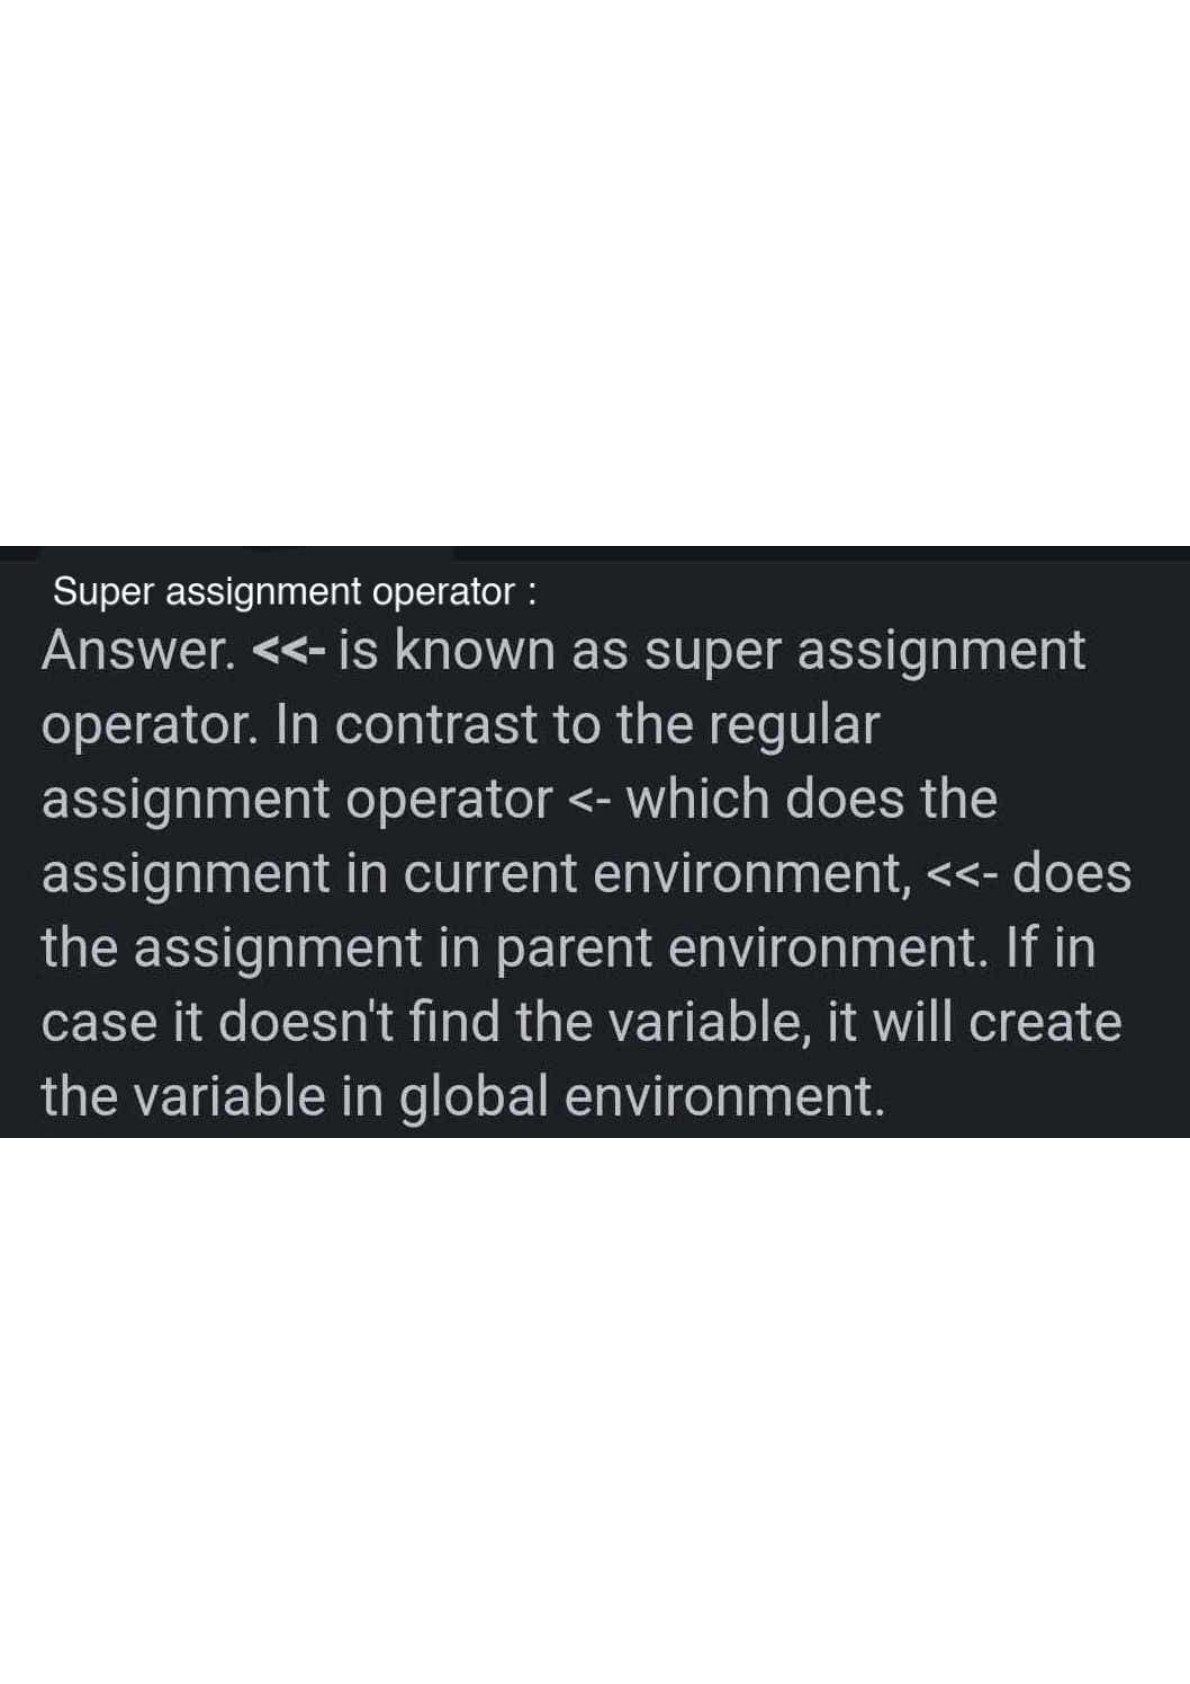 Super assignment operator :
Answer. <<- is known as super assignment
operator. In contrast to the regular
assignment operator <- which does the
assignment in current environment, <<- does
the assignment in parent environment. If in
case it doesn't find the variable, it will create
the variable in global environment.